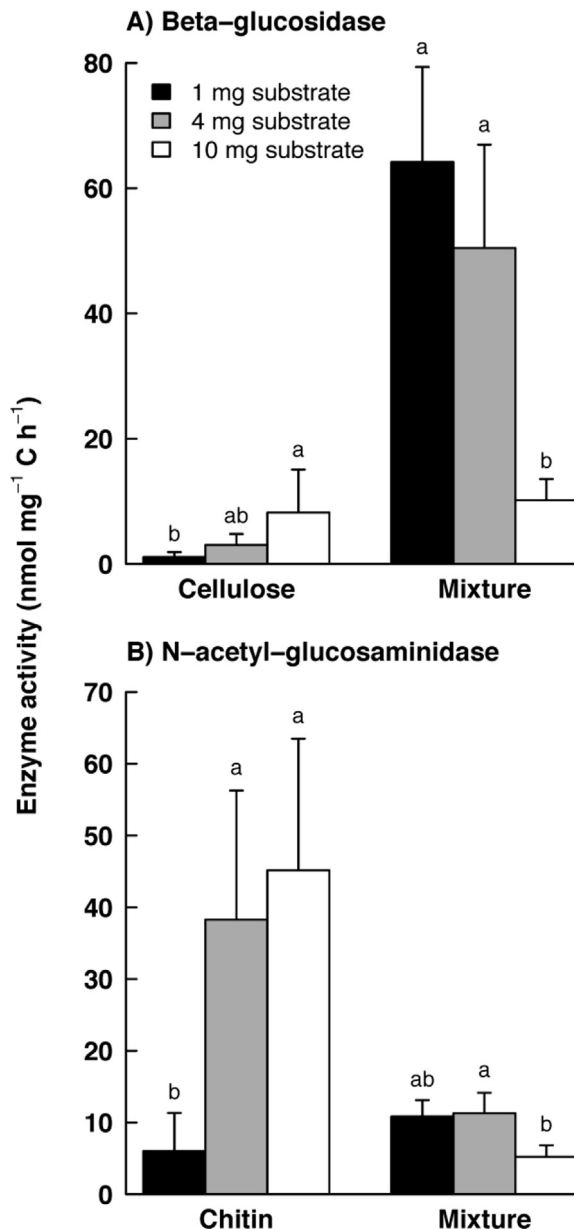 A) Beta–glucosidase
80
60
40
20
0
1 mg substrate
4 mg substrate
10 mg substrate
a
a
b
ab
a
b
Cellulose
Mixture
Enzyme activity (nmol mg⁻¹ C h⁻¹)
B) N–acetyl–glucosaminidase
70
60
50
40
30
20
10
0
b
a
a
ab
a
b
Chitin
Mixture